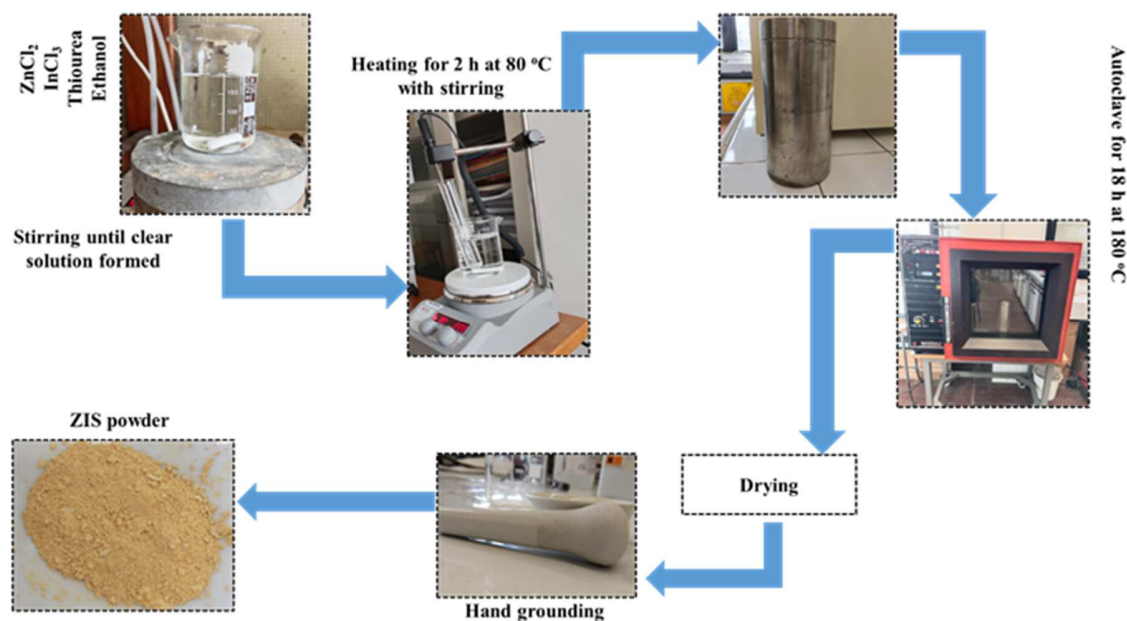 ZnCl₂
InCl₃
Thiourea
Ethanol
Stirring until clear
solution formed
Heating for 2 h at 80 °C
with stirring
Autoclave for 18 h at 180 °C
Drying
Hand grounding
ZIS powder